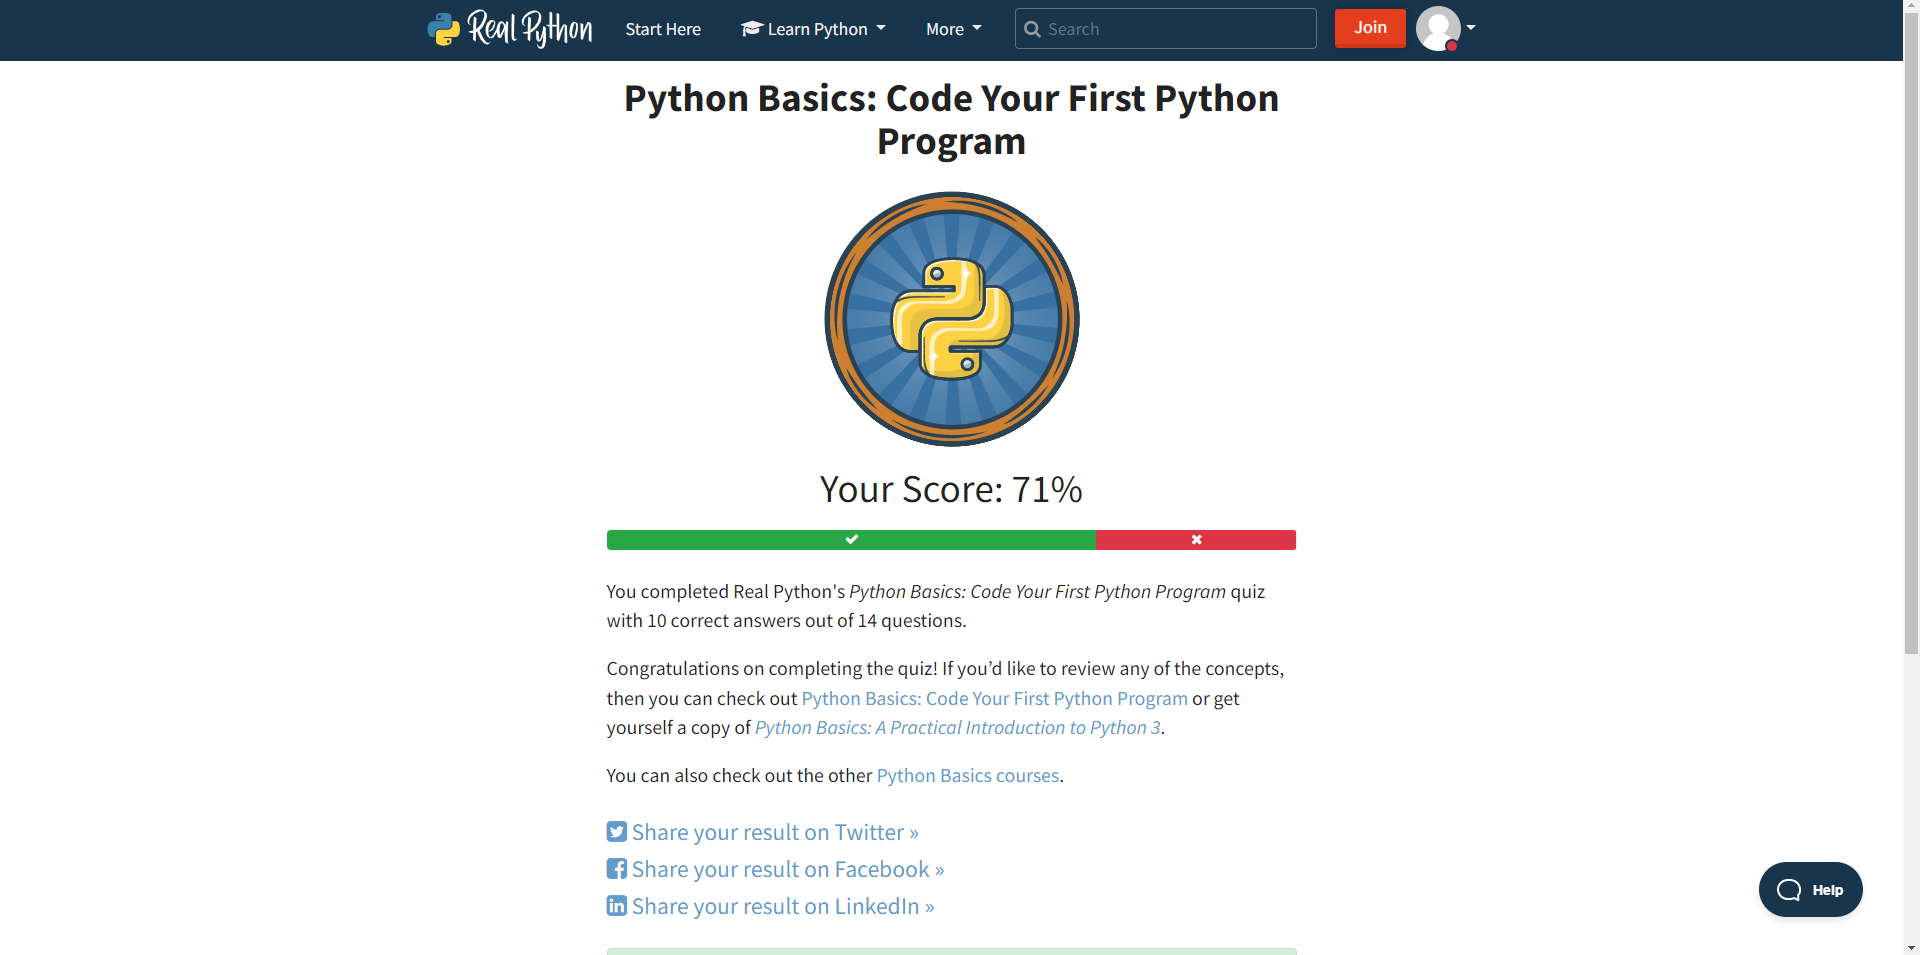 Real Python
Start Here
Learn Python
More
Search
Join
Python Basics: Code Your First Python
Program
Your Score: 71%
You completed Real Python's Python Basics: Code Your First Python Program quiz
with 10 correct answers out of 14 questions.
Congratulations on completing the quiz! If you’d like to review any of the concepts,
then you can check out Python Basics: Code Your First Python Program or get
yourself a copy of Python Basics: A Practical Introduction to Python 3.
You can also check out the other Python Basics courses.
Share your result on Twitter »
Share your result on Facebook »
Share your result on LinkedIn »
Help